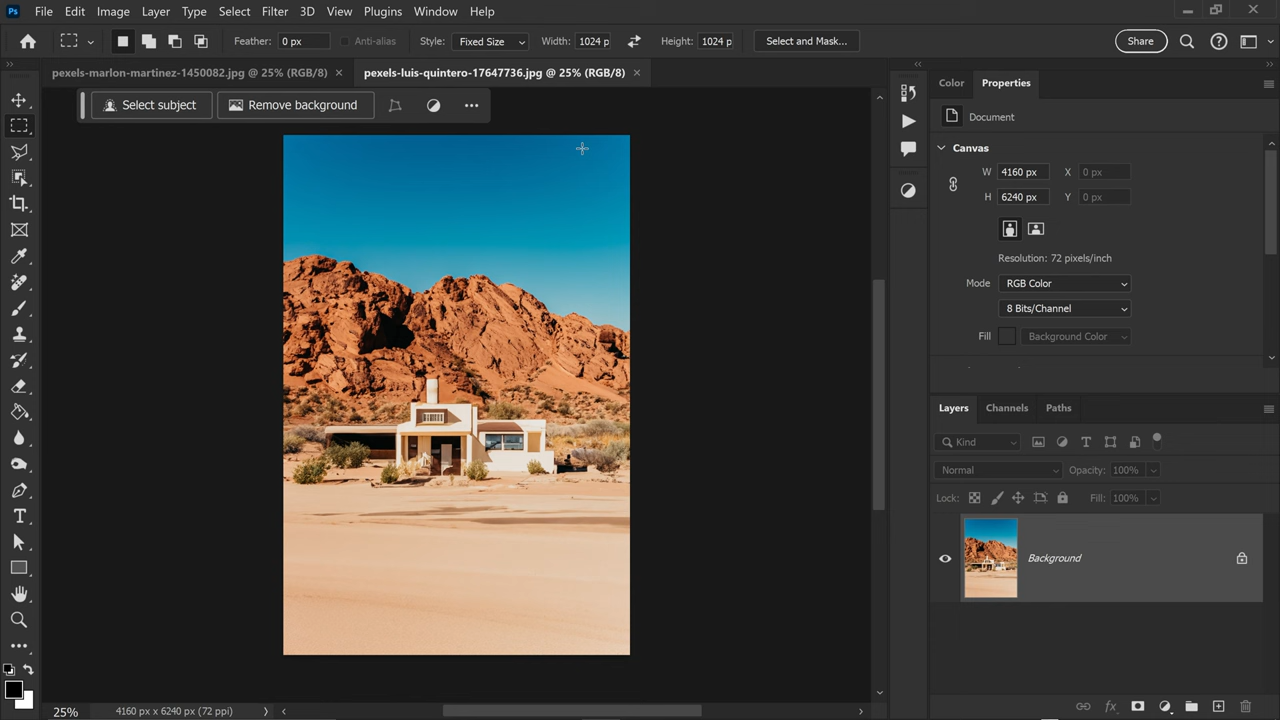 Ps File Edit Image Layer Type Select Filter 3D View Plugins Window Help
Feather: 0 px Anti-alias Style: Fixed Size Width: 1024 p Height: 1024 p Select and Mask... Share
pexels-marlon-martinez-1450082.jpg @ 25% (RGB/8) pexels-luis-quintero-17647736.jpg @ 25% (RGB/8)
Select subject Remove background
Color Properties
Document
Canvas
W 4160 px X 0 px
H 6240 px Y 0 px
Resolution: 72 pixels/inch
Mode RGB Color
8 Bits/Channel
Fill Background Color
Layers Channels Paths
Kind
Normal Opacity: 100%
Lock: Fill: 100%
Background
25% 4160 px x 6240 px (72 ppi)